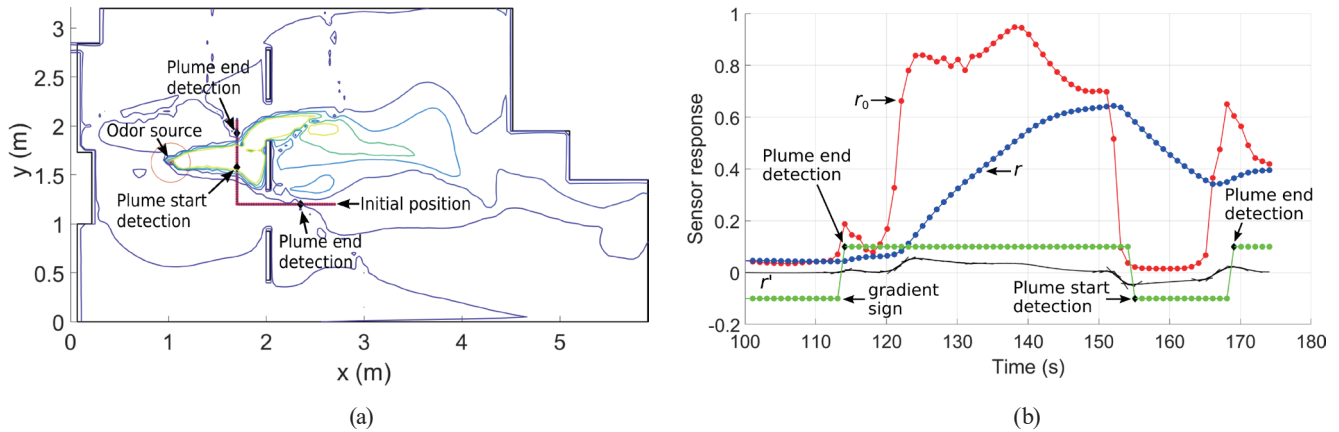 3
2.5
2
1.5
1
0.5
0
0
1
2
3
4
5
y (m)
x (m)
Plume end
detection
Odor source
Plume start
detection
Initial position
Plume end
detection
(a)
1
0.8
0.6
0.4
0.2
0
-0.2
100
110
120
130
140
150
160
170
180
Sensor response
Time (s)
r0
Plume end
detection
r
Plume end
detection
r'
gradient
sign
Plume start
detection
(b)